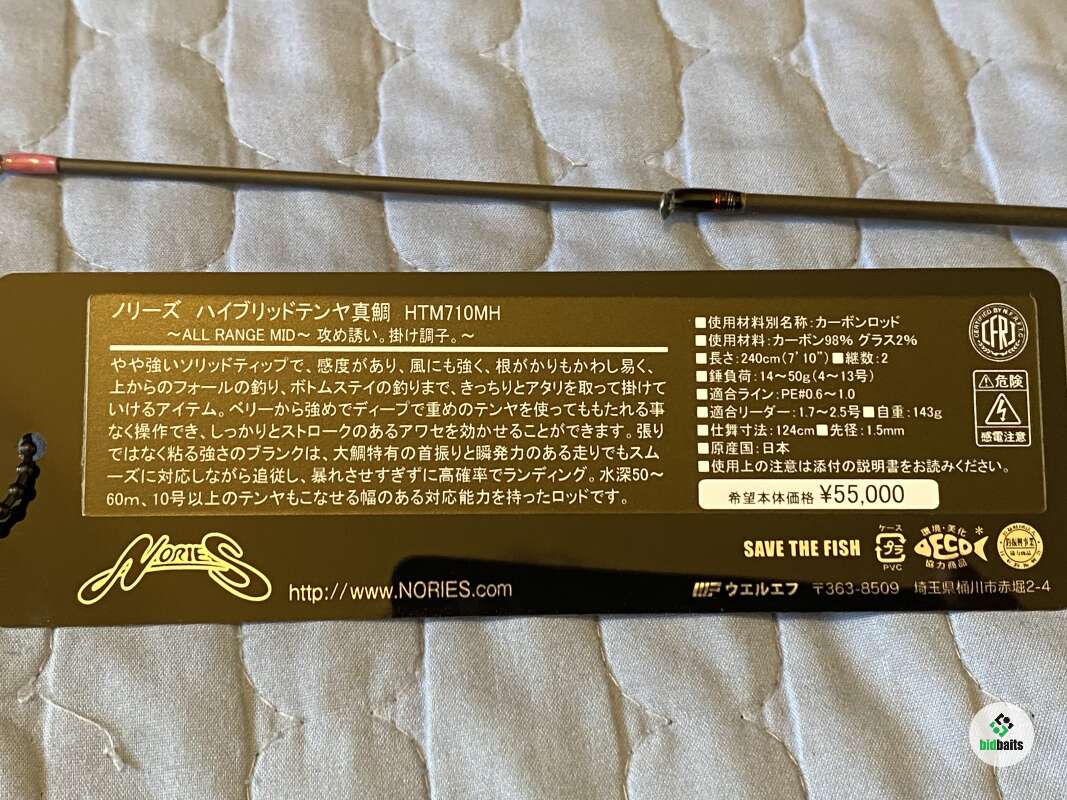 ノリーズ ハイブリッドテンヤ真鯛 HTM710MH
～ALL RANGE MID～ 攻め誘い。掛け調子。～
やや強いソリッドティップで、感度があり、風にも強く、根がかりもかわし易く、
上からのフォールの釣り、ボトムステイの釣りまで、きっちりとアタリを取って掛けて
いけるアイテム。ベリーから強めでディープで重めのテンヤを使ってももたれる事
なく操作でき、しっかりとストロークのあるアワセを効かせることができます。張り
ではなく粘る強さのブランクは、大鯛特有の首振りと瞬発力のある走りでもスム
ーズに対応しながら追従し、暴れさせすぎずに高確率でランディング。水深50～
60m、10号以上のテンヤもこなせる幅のある対応能力を持ったロッドです。
■使用材料別名称:カーボンロッド
■使用材料:カーボン98% グラス2%
■長さ:240cm(7'10") ■継数:2
■錘負荷:14～50g(4～13号)
■適合ライン:PE#0.6～1.0
■適合リーダー:1.7～2.5号 ■自重:143g
■仕舞寸法:124cm ■先径:1.5mm
■原産国:日本
■使用上の注意は添付の説明書をお読みください。
希望本体価格 ¥55,000
CFRI
危険
感電注意
NORIES
http://www.NORIES.com
SAVE THE FISH
ケース
プラ
PVC
環境・美化
ECO
協力商品
ウエルエフ 〒363-8509 埼玉県桶川市赤堀2-4
bidbaits